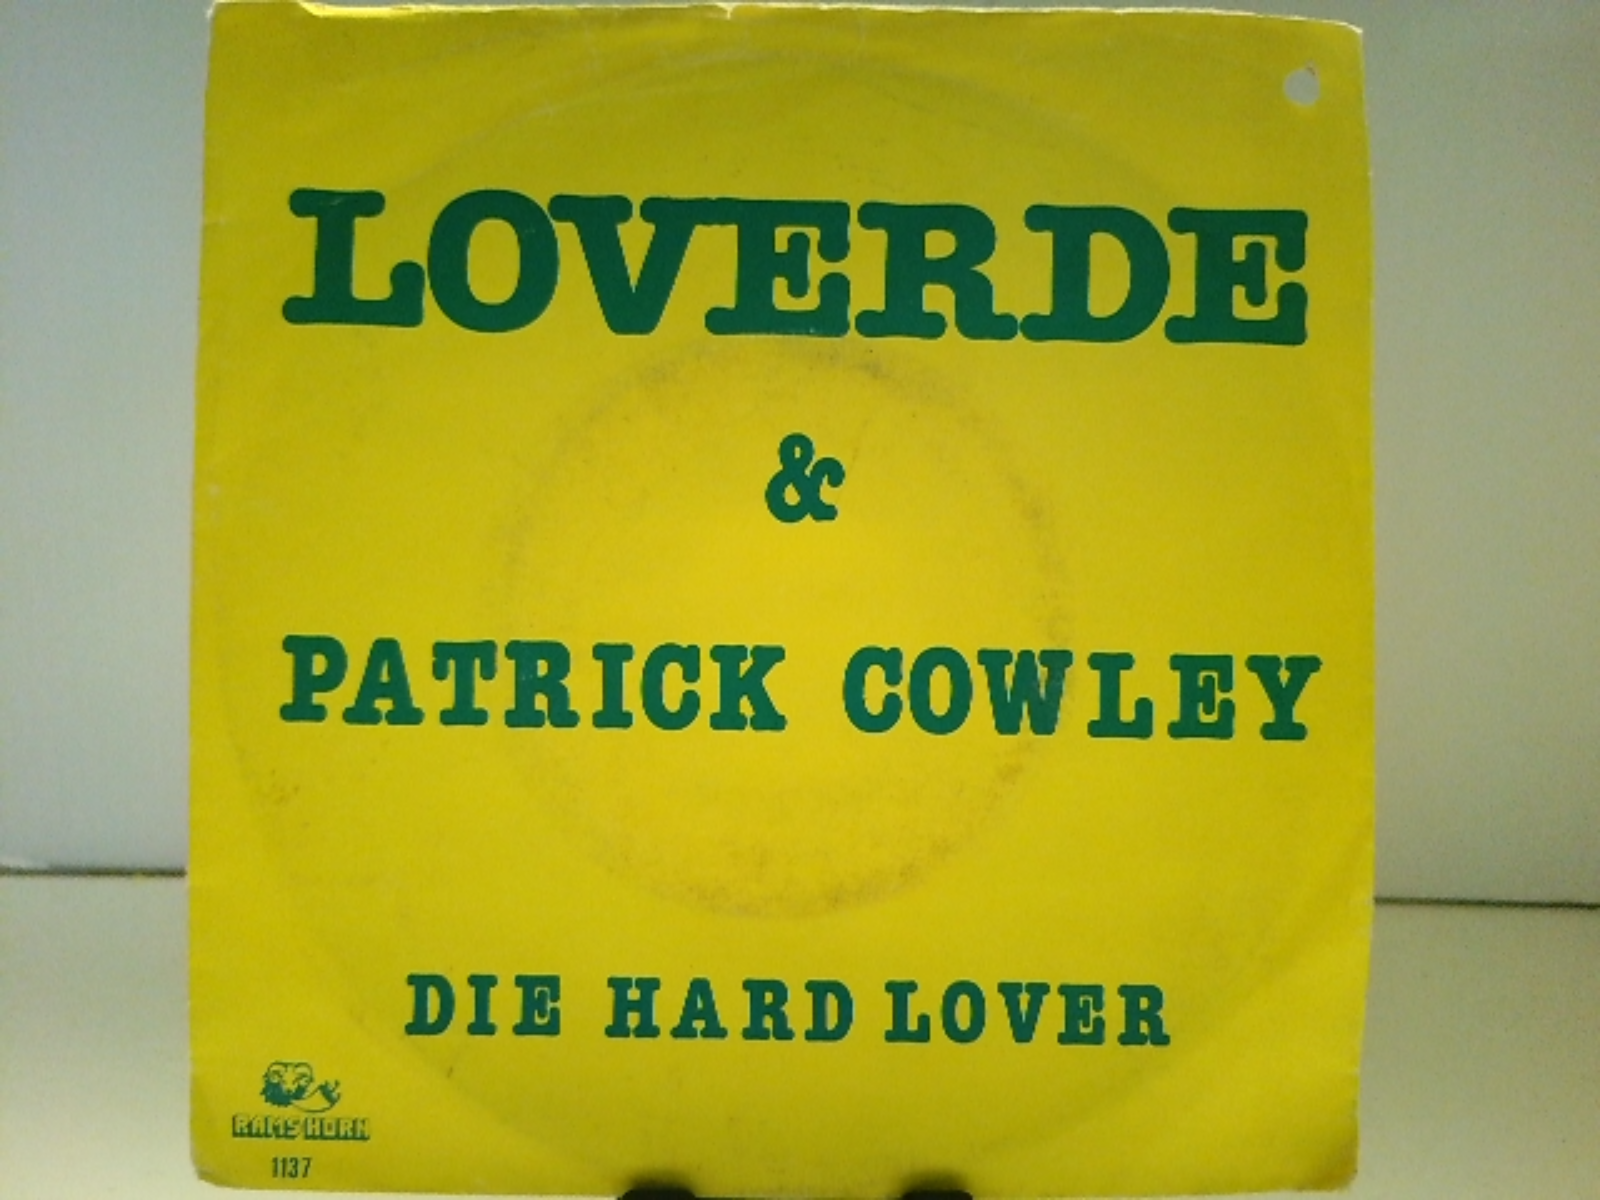 LOVERDE
&
PATRICK COWLEY
DIE HARD LOVER
RAMS HORN
1137